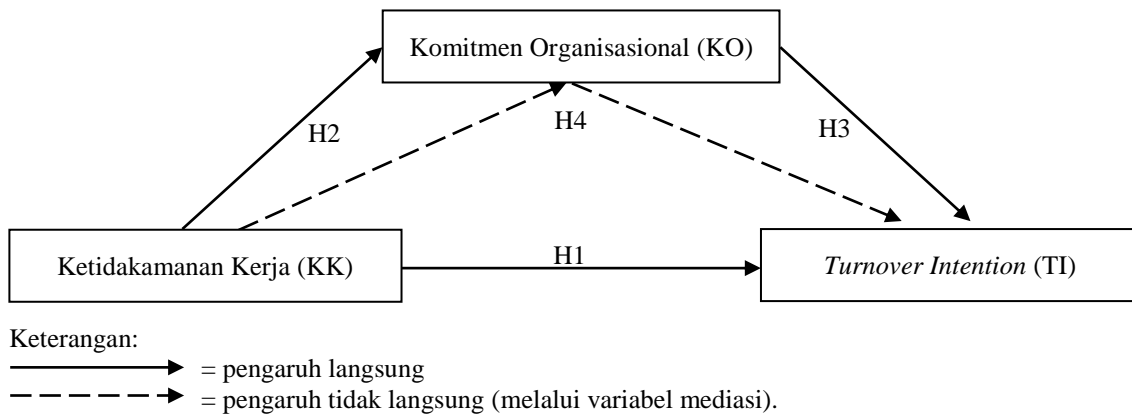 Komitmen Organisasional (KO)
H2
H4
H3
Ketidakamanan Kerja (KK)
H1
Turnover Intention (TI)
Keterangan:
= pengaruh langsung
= pengaruh tidak langsung (melalui variabel mediasi).